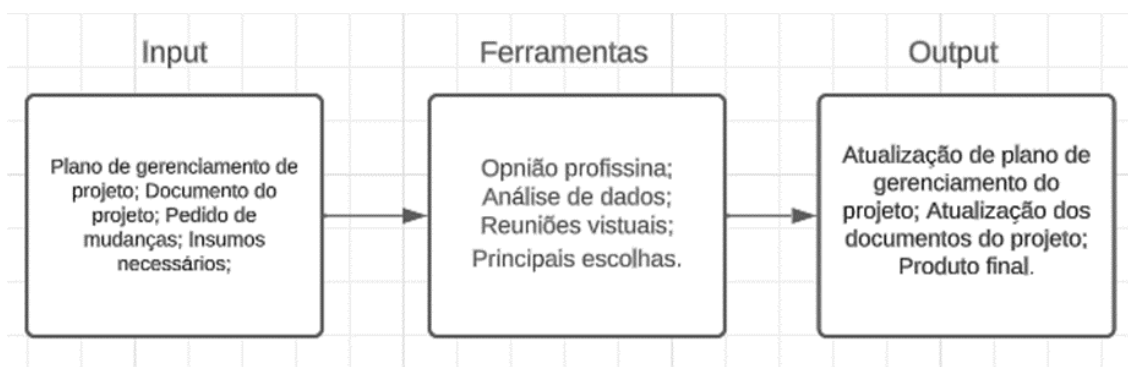 Input
Plano de gerenciamento de
projeto; Documento do
projeto; Pedido de
mudanças; Insumos
necessários;
Ferramentas
Opnião profissina;
Análise de dados;
Reuniões vistuais;
Principais escolhas.
Output
Atualização de plano de
gerenciamento do
projeto; Atualização dos
documentos do projeto;
Produto final.